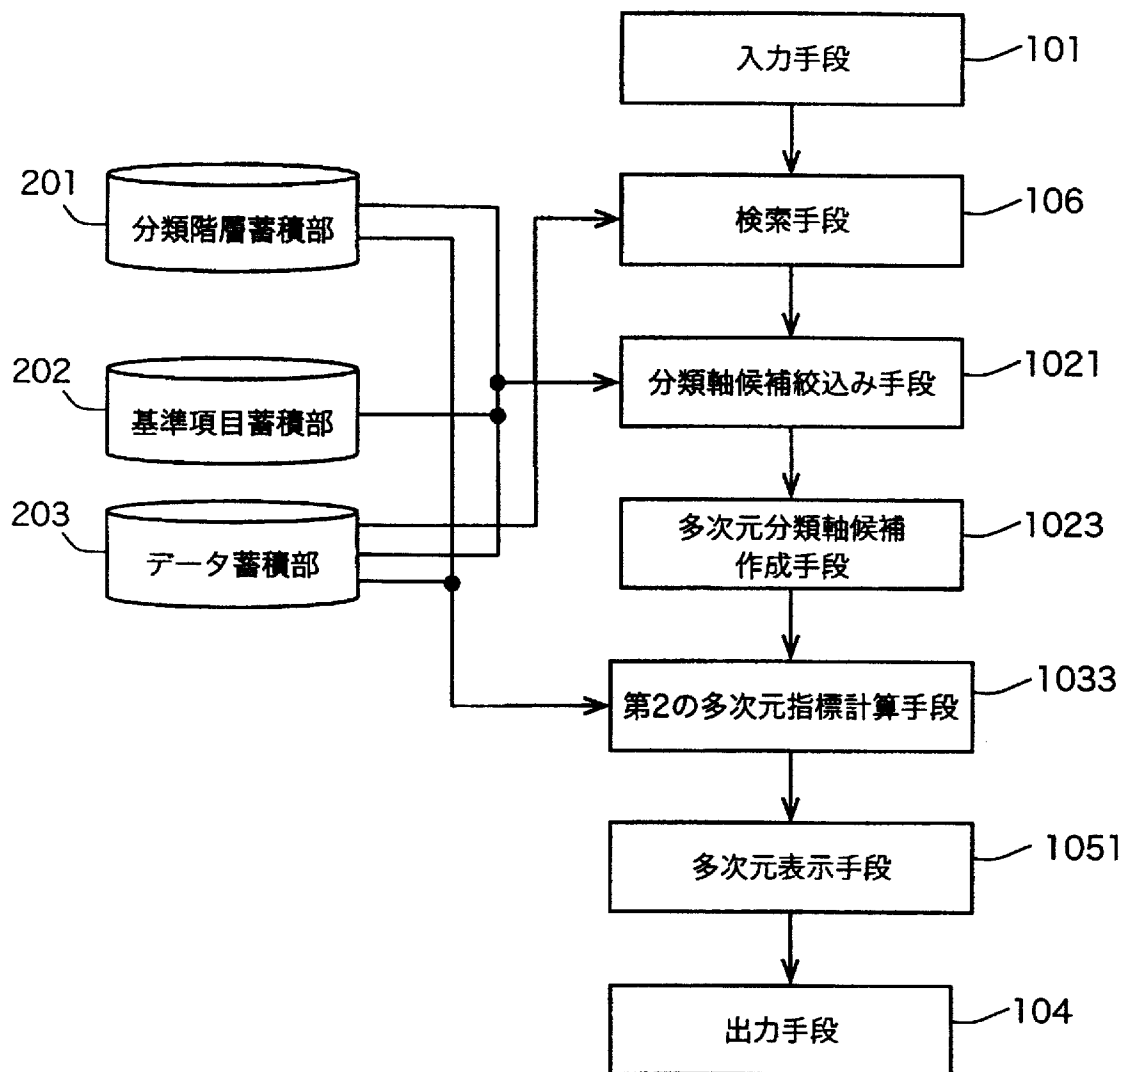 入力手段
101
201
分類階層蓄積部
検索手段
106
202
基準項目蓄積部
分類軸候補絞込み手段
1021
203
データ蓄積部
多次元分類軸候補
作成手段
1023
第2の多次元指標計算手段
1033
多次元表示手段
1051
出力手段
104